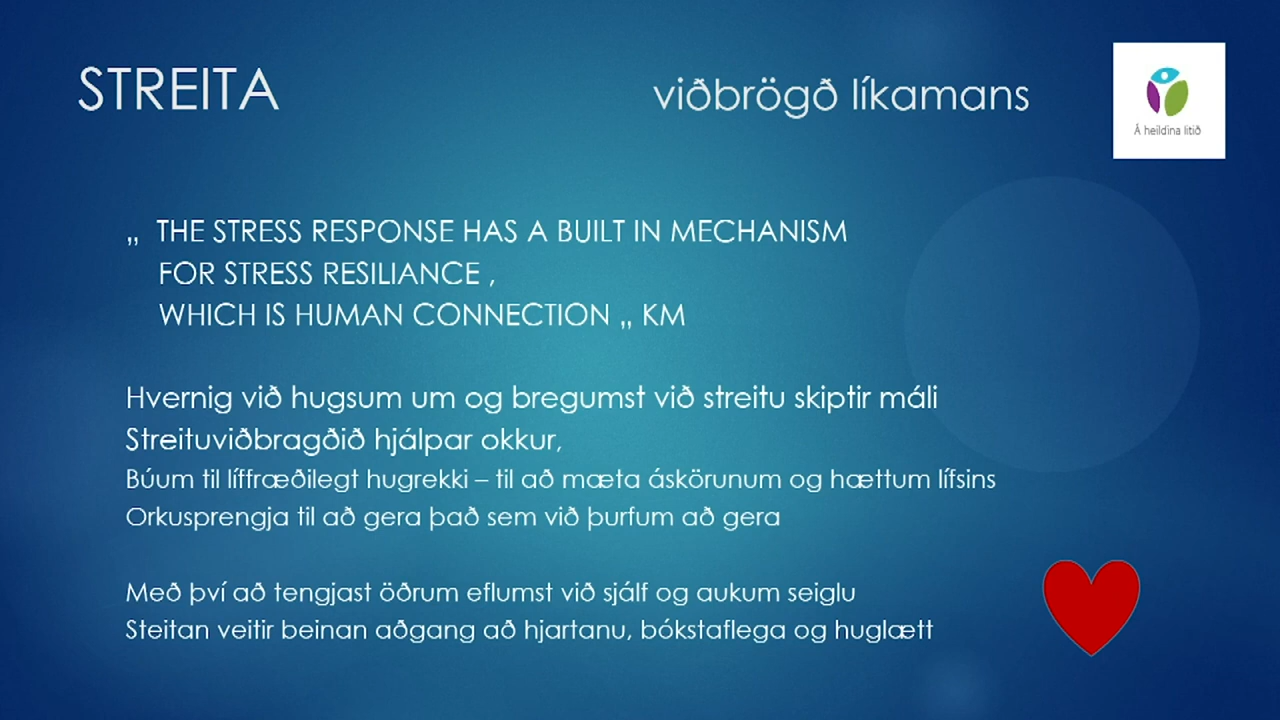 STREITA viðbrögð líkamans
Á heildina litið
„ THE STRESS RESPONSE HAS A BUILT IN MECHANISM
FOR STRESS RESILIANCE ,
WHICH IS HUMAN CONNECTION „ KM
Hvernig við hugsum um og bregumst við streitu skiptir máli
Streituviðbragðið hjálpar okkur,
Búum til líffræðilegt hugrekki – til að mæta áskörunum og hættum lífsins
Orkusprengja til að gera það sem við þurfum að gera
Með því að tengjast öðrum eflumst við sjálf og aukum seiglu
Steitan veitir beinan aðgang að hjartanu, bókstaflega og huglætt